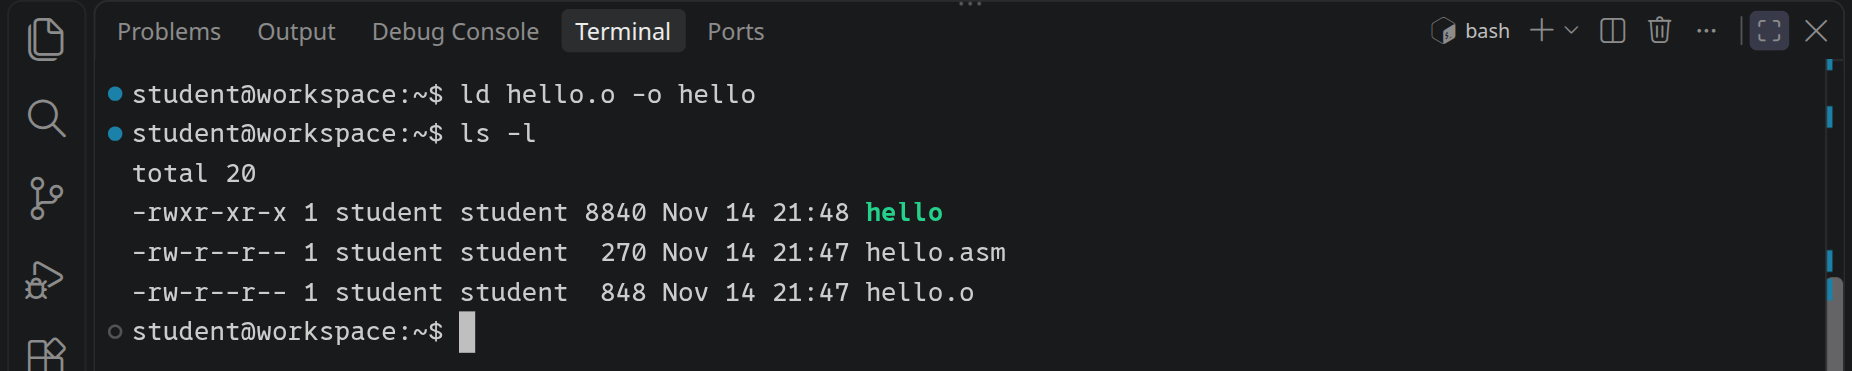 Problems Output Debug Console Terminal Ports bash
student@workspace:~$ ld hello.o -o hello
student@workspace:~$ ls -l
total 20
-rwxr-xr-x 1 student student 8840 Nov 14 21:48 hello
-rw-r--r-- 1 student student  270 Nov 14 21:47 hello.asm
-rw-r--r-- 1 student student  848 Nov 14 21:47 hello.o
student@workspace:~$